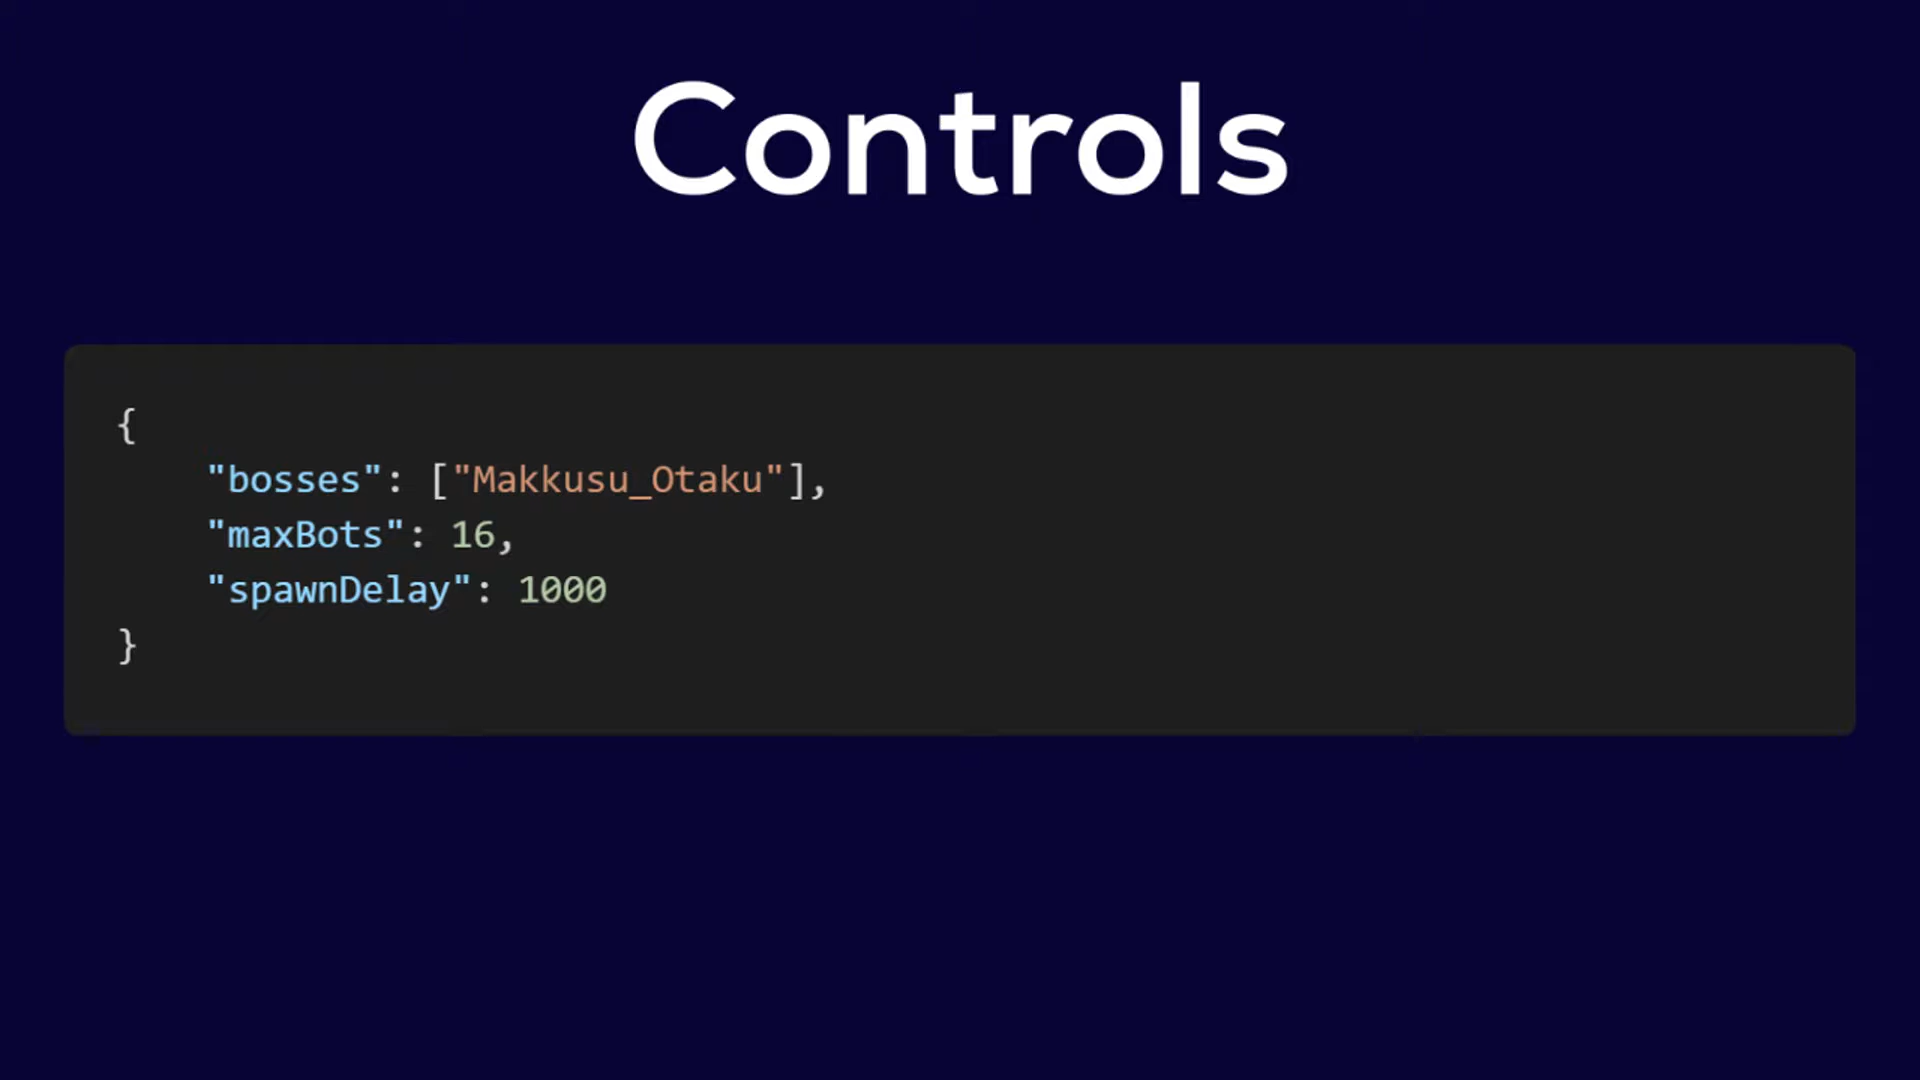 Controls
{
    "bosses": ["Makkusu_Otaku"],
    "maxBots": 16,
    "spawnDelay": 1000
}